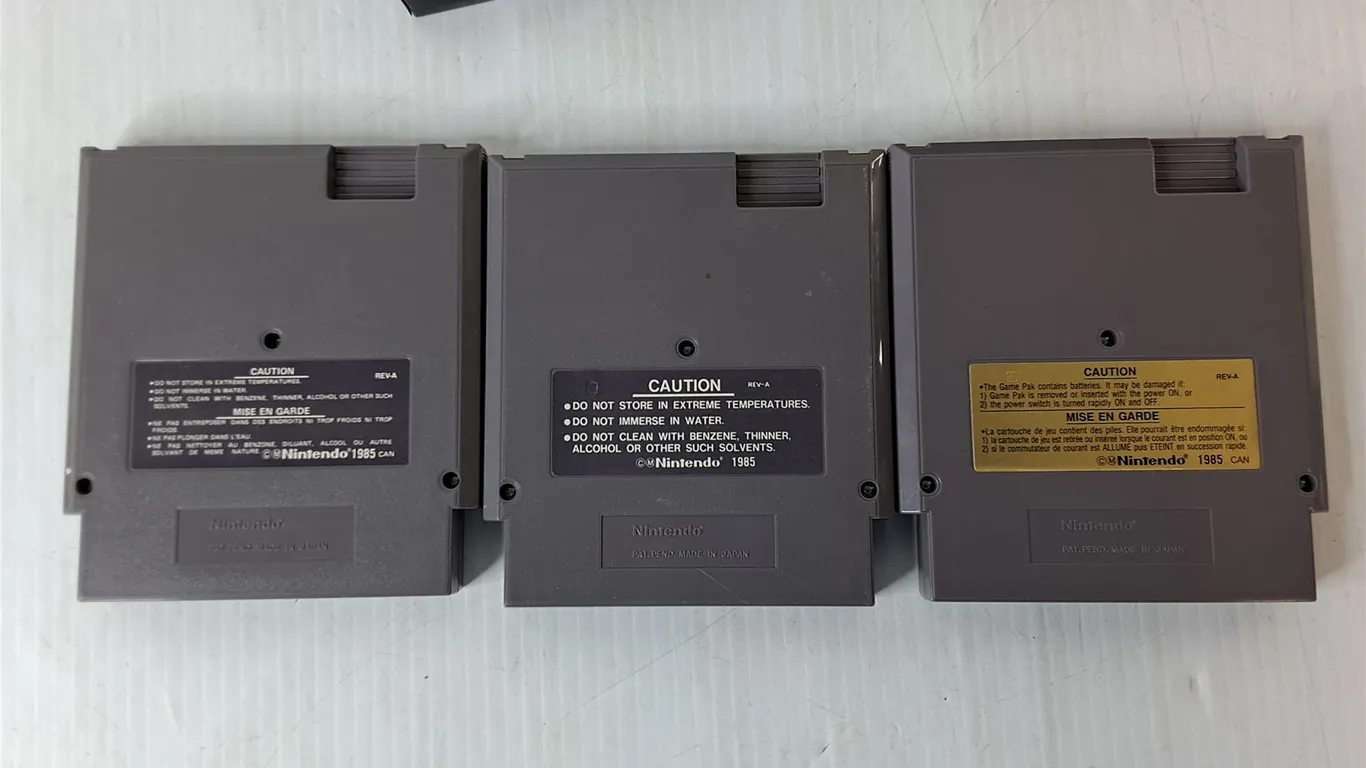 CAUTION
REV-A
•DO NOT STORE IN EXTREME TEMPERATURES.
•DO NOT IMMERSE IN WATER.
•DO NOT CLEAN WITH BENZENE, THINNER, ALCOHOL OR OTHER SUCH
SOLVENTS.
MISE EN GARDE
•NE PAS ENTREPOSER DANS DES ENDROITS NI TROP FROIDS NI TROP
FROIDS.
•NE PAS PLONGER DANS L'EAU.
•NE PAS NETTOYER AU BENZONE, DILUANT, ALCOOL OU AUTRE
SOLVANT DE MEME NATURE.
©Ⓜ Nintendo® 1985 CAN
Nintendo®
MADE IN JAPAN
CAUTION
REV-A
•DO NOT STORE IN EXTREME TEMPERATURES.
•DO NOT IMMERSE IN WATER.
•DO NOT CLEAN WITH BENZENE, THINNER,
ALCOHOL OR OTHER SUCH SOLVENTS.
©Ⓜ Nintendo® 1985
Nintendo®
PAT.PEND.MADE IN JAPAN
CAUTION
REV-A
•The Game Pak contains batteries. It may be damaged if:
1) Game Pak is removed or inserted with the power ON, or
2) the power switch is turned rapidly ON and OFF.
MISE EN GARDE
•La cartouche de jeu contient des piles. Elle pourrait être endommagée si:
1) la cartouche de jeu est retirée ou insérée lorsque le courant est en position ON, ou
2) si le commutateur de courant est ALLUMÉ puis ETEINT en succession rapide.
©Ⓜ Nintendo® 1985 CAN
Nintendo®
PAT.PEND.MADE IN JAPAN